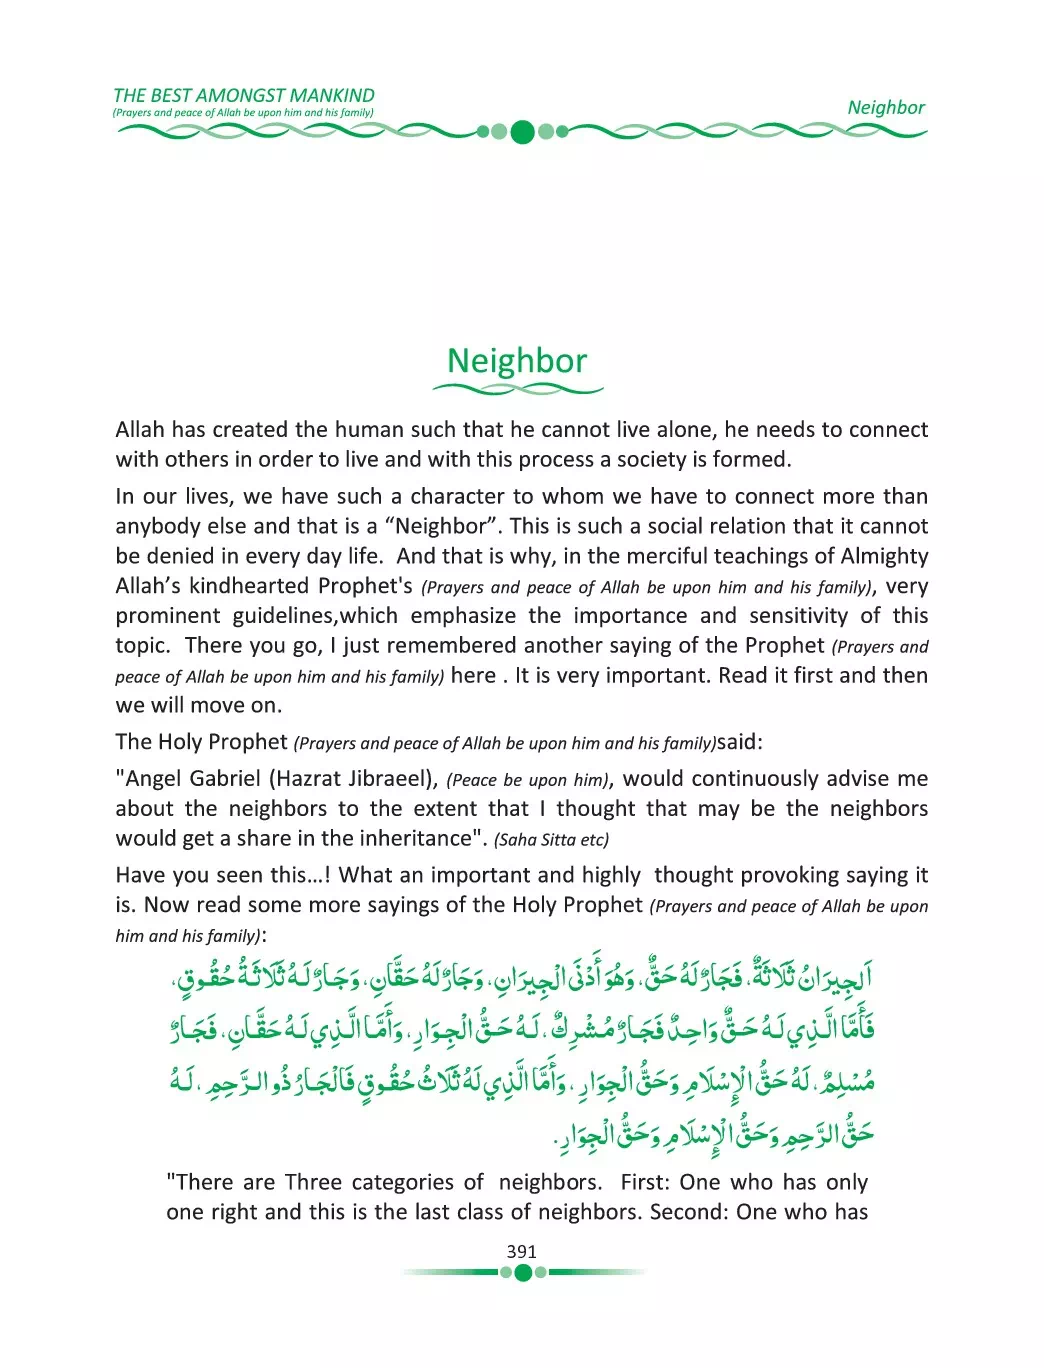 THE BEST AMONGST MANKIND
(Prayers and peace of Allah be upon him and his family)
Neighbor
Neighbor
Allah has created the human such that he cannot live alone, he needs to connect
with others in order to live and with this process a society is formed.
In our lives, we have such a character to whom we have to connect more than
anybody else and that is a “Neighbor”. This is such a social relation that it cannot
be denied in every day life.  And that is why, in the merciful teachings of Almighty
Allah’s kindhearted Prophet's (Prayers and peace of Allah be upon him and his family), very
prominent guidelines,which emphasize the importance and sensitivity of this
topic.  There you go, I just remembered another saying of the Prophet (Prayers and
peace of Allah be upon him and his family) here . It is very important. Read it first and then
we will move on.
The Holy Prophet (Prayers and peace of Allah be upon him and his family)said:
"Angel Gabriel (Hazrat Jibraeel), (Peace be upon him), would continuously advise me
about the neighbors to the extent that I thought that may be the neighbors
would get a share in the inheritance". (Saha Sitta etc)
Have you seen this…! What an important and highly  thought provoking saying it
is. Now read some more sayings of the Holy Prophet (Prayers and peace of Allah be upon
him and his family):
اَلْجِيرَانُ ثَلَاثَةٌ، فَجَارٌ لَهُ حَقٌّ، وَهُوَ أَدْنَى الْجِيرَانِ، وَجَارٌ لَهُ حَقَّانِ، وَجَارٌ لَهُ ثَلَاثَةُ حُقُوقٍ،
فَأَمَّا الَّذِي لَهُ حَقٌّ وَاحِدٌ فَجَارٌ مُشْرِكٌ، لَهُ حَقُّ الْجِوَارِ، وَأَمَّا الَّذِي لَهُ حَقَّانِ، فَجَارٌ
مُسْلِمٌ، لَهُ حَقُّ الْإِسْلَامِ وَحَقُّ الْجِوَارِ، وَأَمَّا الَّذِي لَهُ ثَلَاثُ حُقُوقٍ فَالْجَارُ ذُو الرَّحِمِ، لَهُ
حَقُّ الرَّحِمِ وَحَقُّ الْإِسْلَامِ وَحَقُّ الْجِوَارِ.
"There are Three categories of  neighbors.  First: One who has only
one right and this is the last class of neighbors. Second: One who has
391